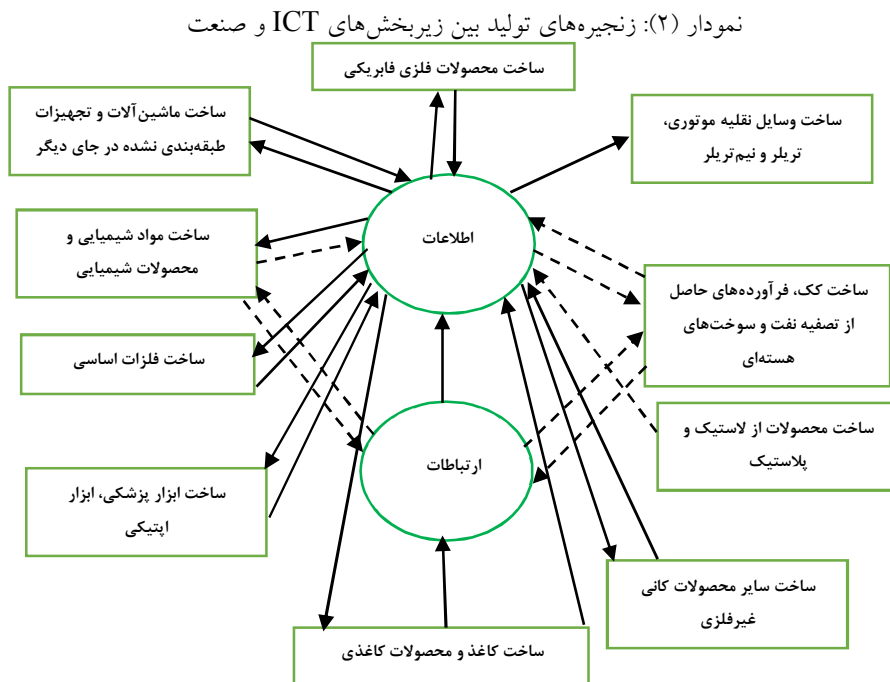 نمودار (۲): زنجیره‌های تولید بین زیربخش‌های ICT و صنعت
ساخت محصولات فلزی فابریکی
ساخت وسایل نقلیه موتوری،
تریلر و نیم‌تریلر
ساخت ماشین‌آلات و تجهیزات
طبقه‌بندی نشده در جای دیگر
اطلاعات
ساخت مواد شیمیایی و
محصولات شیمیایی
ساخت کک، فرآورده‌های حاصل
از تصفیه نفت و سوخت‌های
هسته‌ای
ساخت فلزات اساسی
ساخت محصولات از لاستیک و
پلاستیک
ارتباطات
ساخت ابزار پزشکی، ابزار
اپتیکی
ساخت سایر محصولات کانی
غیرفلزی
ساخت کاغذ و محصولات کاغذی